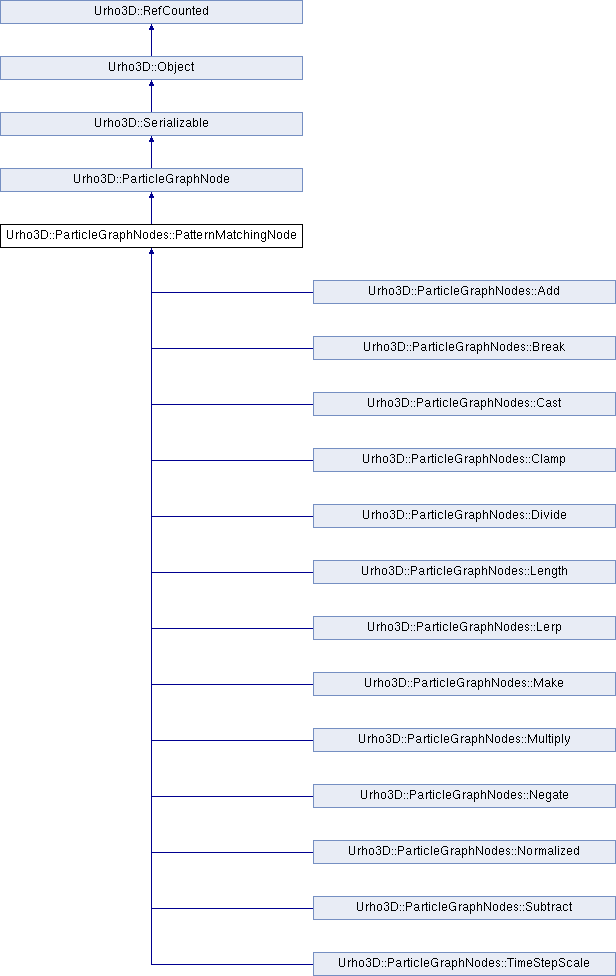 Urho3D::RefCounted
Urho3D::Object
Urho3D::Serializable
Urho3D::ParticleGraphNode
Urho3D::ParticleGraphNodes::PatternMatchingNode
Urho3D::ParticleGraphNodes::Add
Urho3D::ParticleGraphNodes::Break
Urho3D::ParticleGraphNodes::Cast
Urho3D::ParticleGraphNodes::Clamp
Urho3D::ParticleGraphNodes::Divide
Urho3D::ParticleGraphNodes::Length
Urho3D::ParticleGraphNodes::Lerp
Urho3D::ParticleGraphNodes::Make
Urho3D::ParticleGraphNodes::Multiply
Urho3D::ParticleGraphNodes::Negate
Urho3D::ParticleGraphNodes::Normalized
Urho3D::ParticleGraphNodes::Subtract
Urho3D::ParticleGraphNodes::TimeStepScale